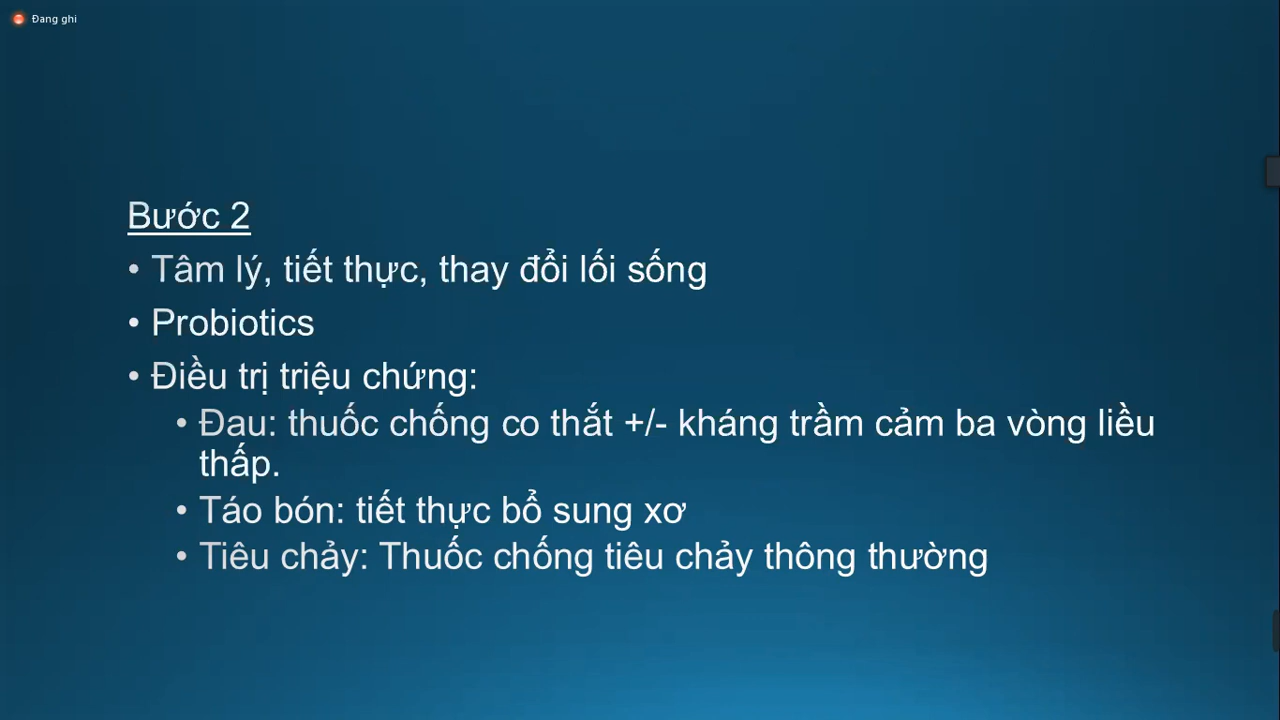 Đang ghi
Bước 2
• Tâm lý, tiết thực, thay đổi lối sống
• Probiotics
• Điều trị triệu chứng:
• Đau: thuốc chống co thắt +/- kháng trầm cảm ba vòng liều
thấp.
• Táo bón: tiết thực bổ sung xơ
• Tiêu chảy: Thuốc chống tiêu chảy thông thường